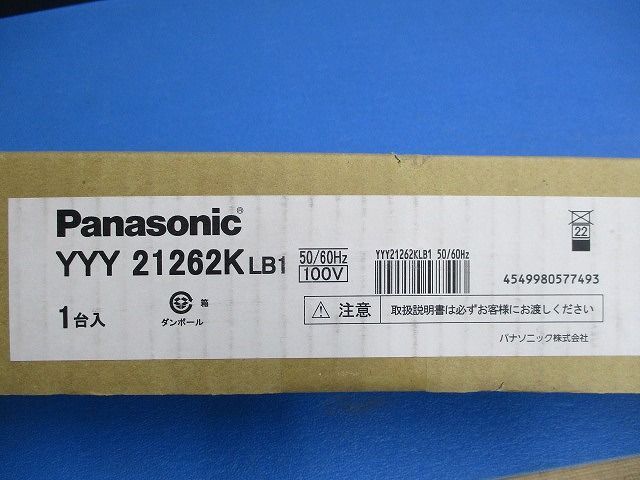 Panasonic®
YYY 21262K LB1
50/60Hz
100V
YYY21262KLB1 50/60Hz
22
4549980577493
1台入
箱
ダンボール
注意
取扱説明書は必ずお客様にお渡しください
パナソニック株式会社